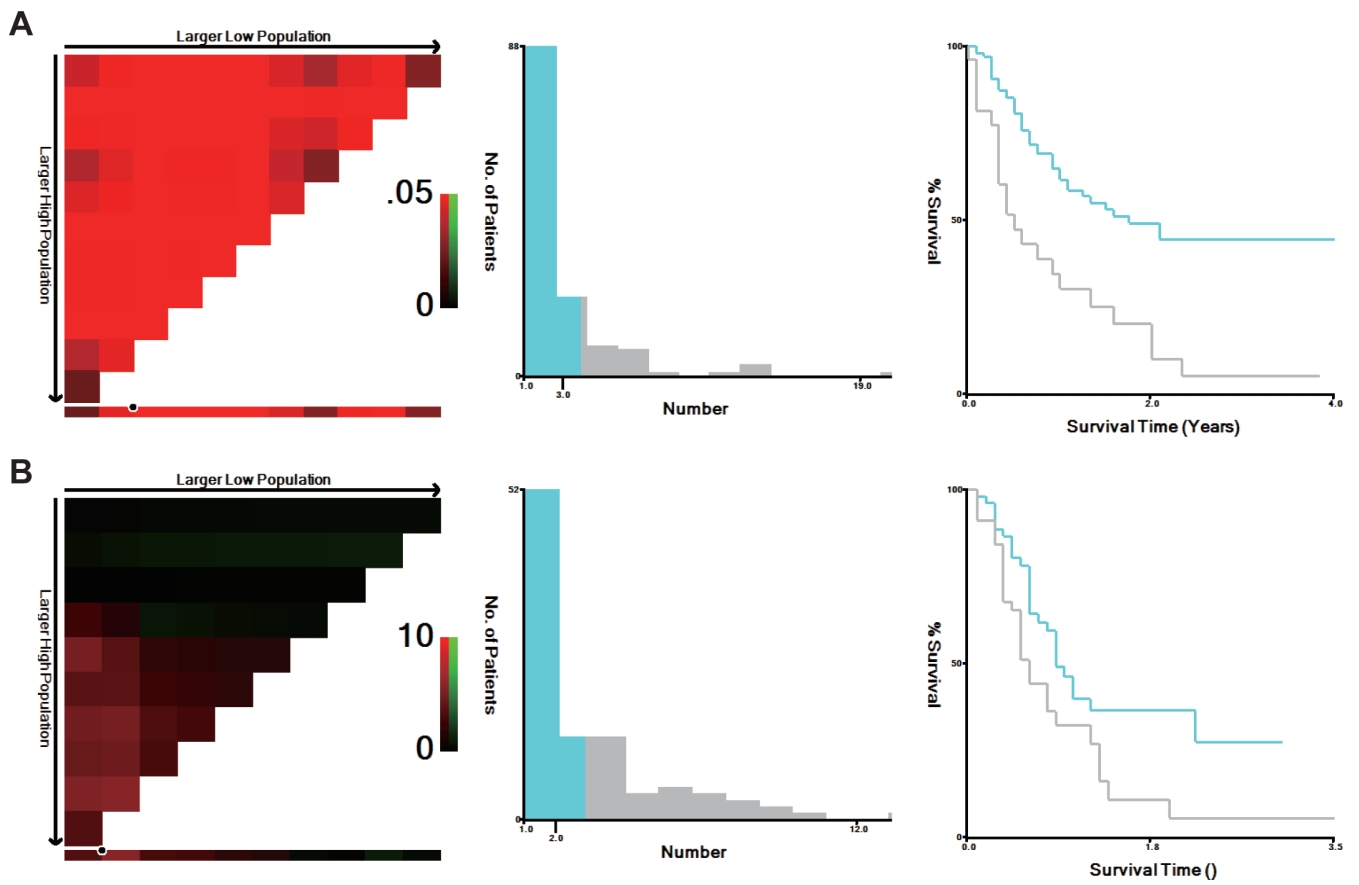 A
Larger Low Population
Larger High Population
.05
0
88
0
No. of Patients
1.0
3.0
19.0
Number
100
50
0
% Survival
0.0
2.0
4.0
Survival Time (Years)
B
Larger Low Population
Larger High Population
10
0
52
0
No. of Patients
1.0
2.0
12.0
Number
100
50
0
% Survival
0.0
1.8
3.5
Survival Time ()